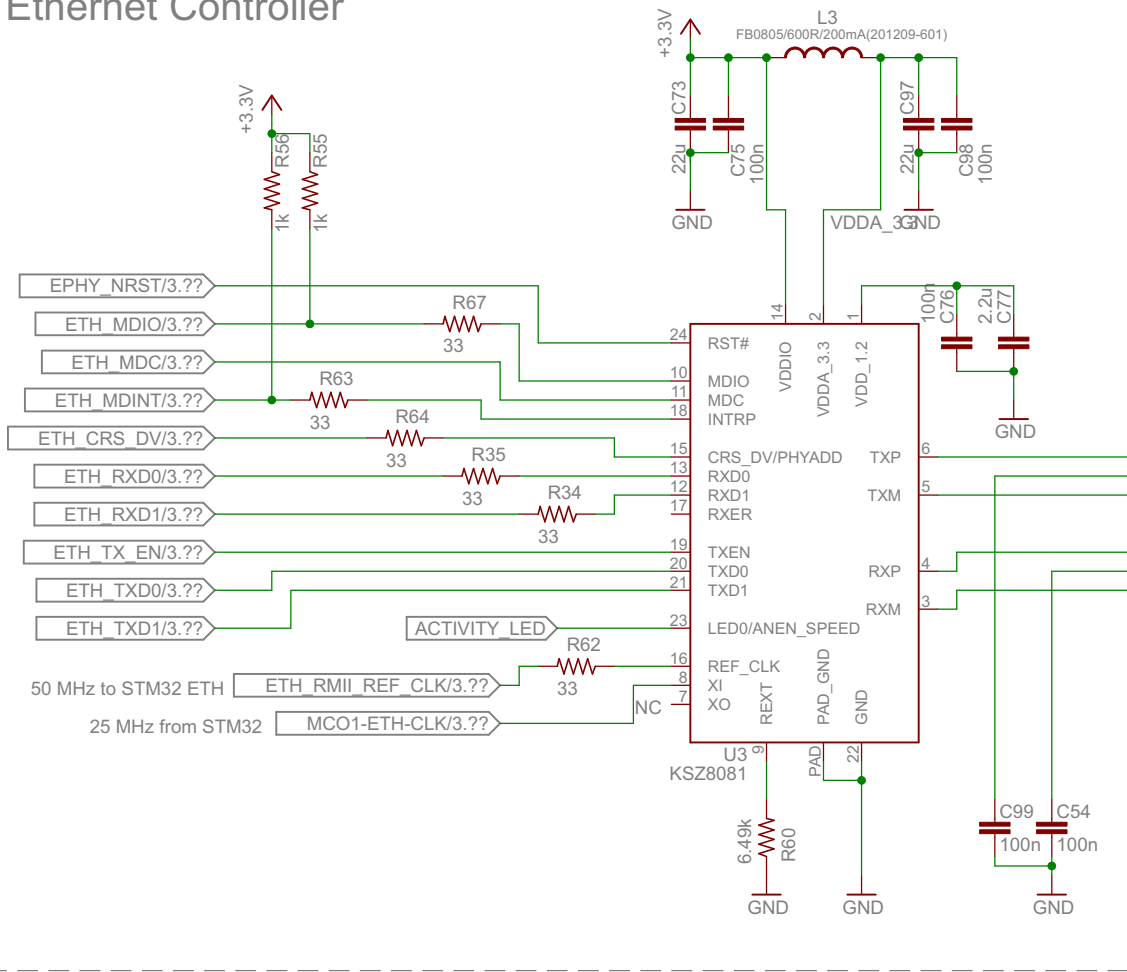 Ethernet Controller
L3
FB0805/600R/200mA(201209-601)
+3.3V
C73
22u
C75
100n
GND
C97
22u
C98
100n
VDDA_3.3
GND
+3.3V
R56
1k
R55
1k
EPHY_NRST/3.??
ETH_MDIO/3.??
R67
33
ETH_MDC/3.??
ETH_MDINT/3.??
R63
33
ETH_CRS_DV/3.??
R64
33
ETH_RXD0/3.??
R35
33
ETH_RXD1/3.??
R34
33
ETH_TX_EN/3.??
ETH_TXD0/3.??
ETH_TXD1/3.??
ACTIVITY_LED
R62
33
50 MHz to STM32 ETH
ETH_RMII_REF_CLK/3.??
25 MHz from STM32
MCO1-ETH-CLK/3.??
NC
14
VDDIO
2
VDDA_3.3
1
VDD_1.2
100n
C76
2.2u
C77
GND
24
RST#
10
MDIO
11
MDC
18
INTRP
15
CRS_DV/PHYADD
13
RXD0
12
RXD1
17
RXER
19
TXEN
20
TXD0
21
TXD1
23
LED0/ANEN_SPEED
16
REF_CLK
8
XI
7
XO
TXP
6
TXM
5
RXP
4
RXM
3
REXT
9
PAD_GND
PAD
GND
22
U3
KSZ8081
6.49k
R60
GND
GND
C99
100n
C54
100n
GND